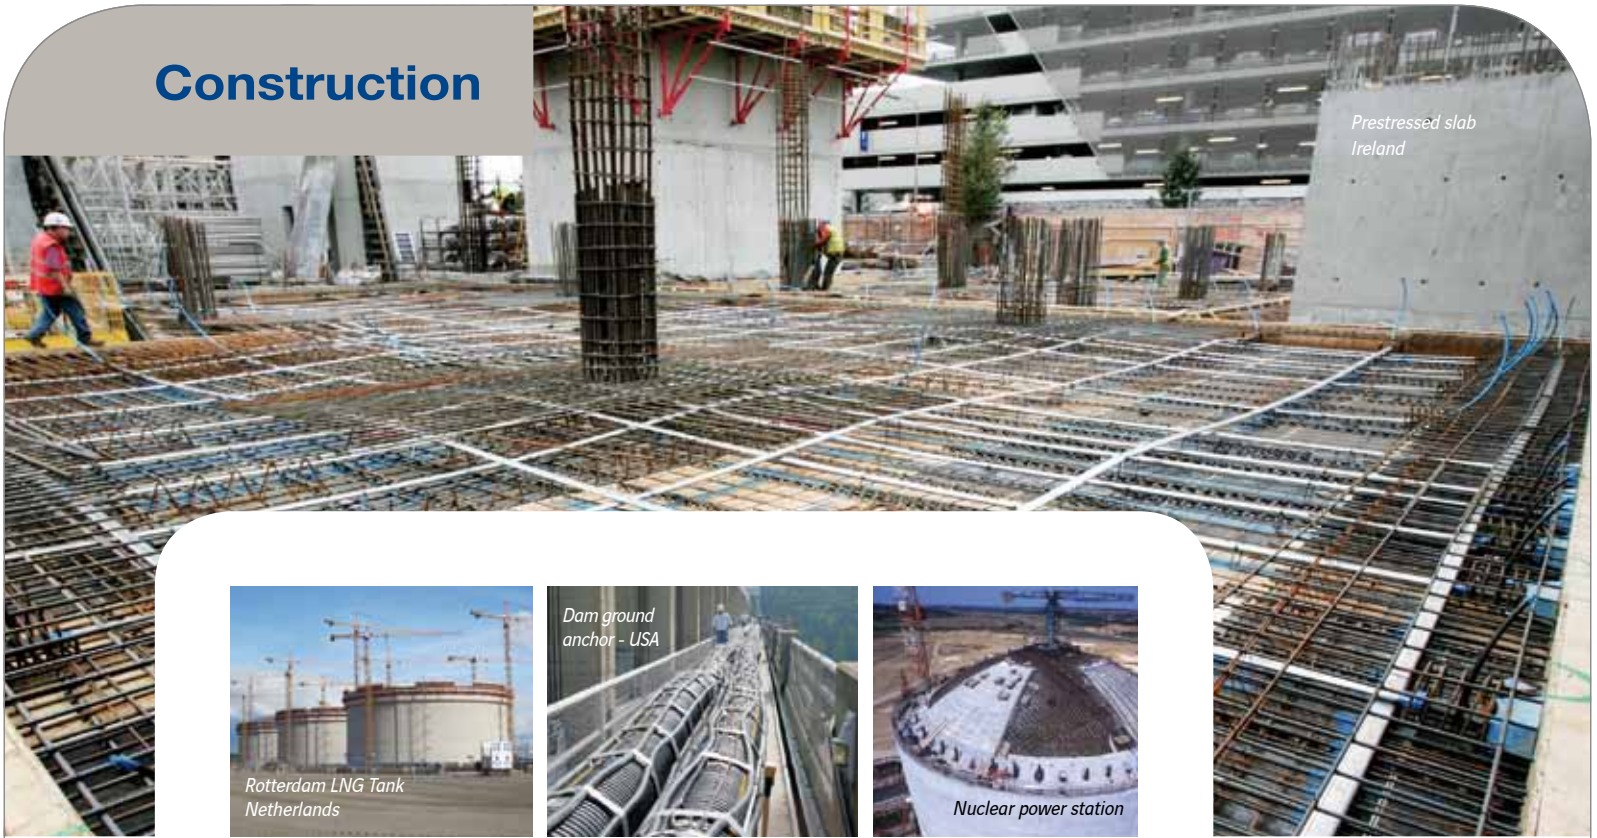 Construction
Prestressed slab
Ireland
Dam ground
anchor - USA
Rotterdam LNG Tank
Netherlands
Nuclear power station